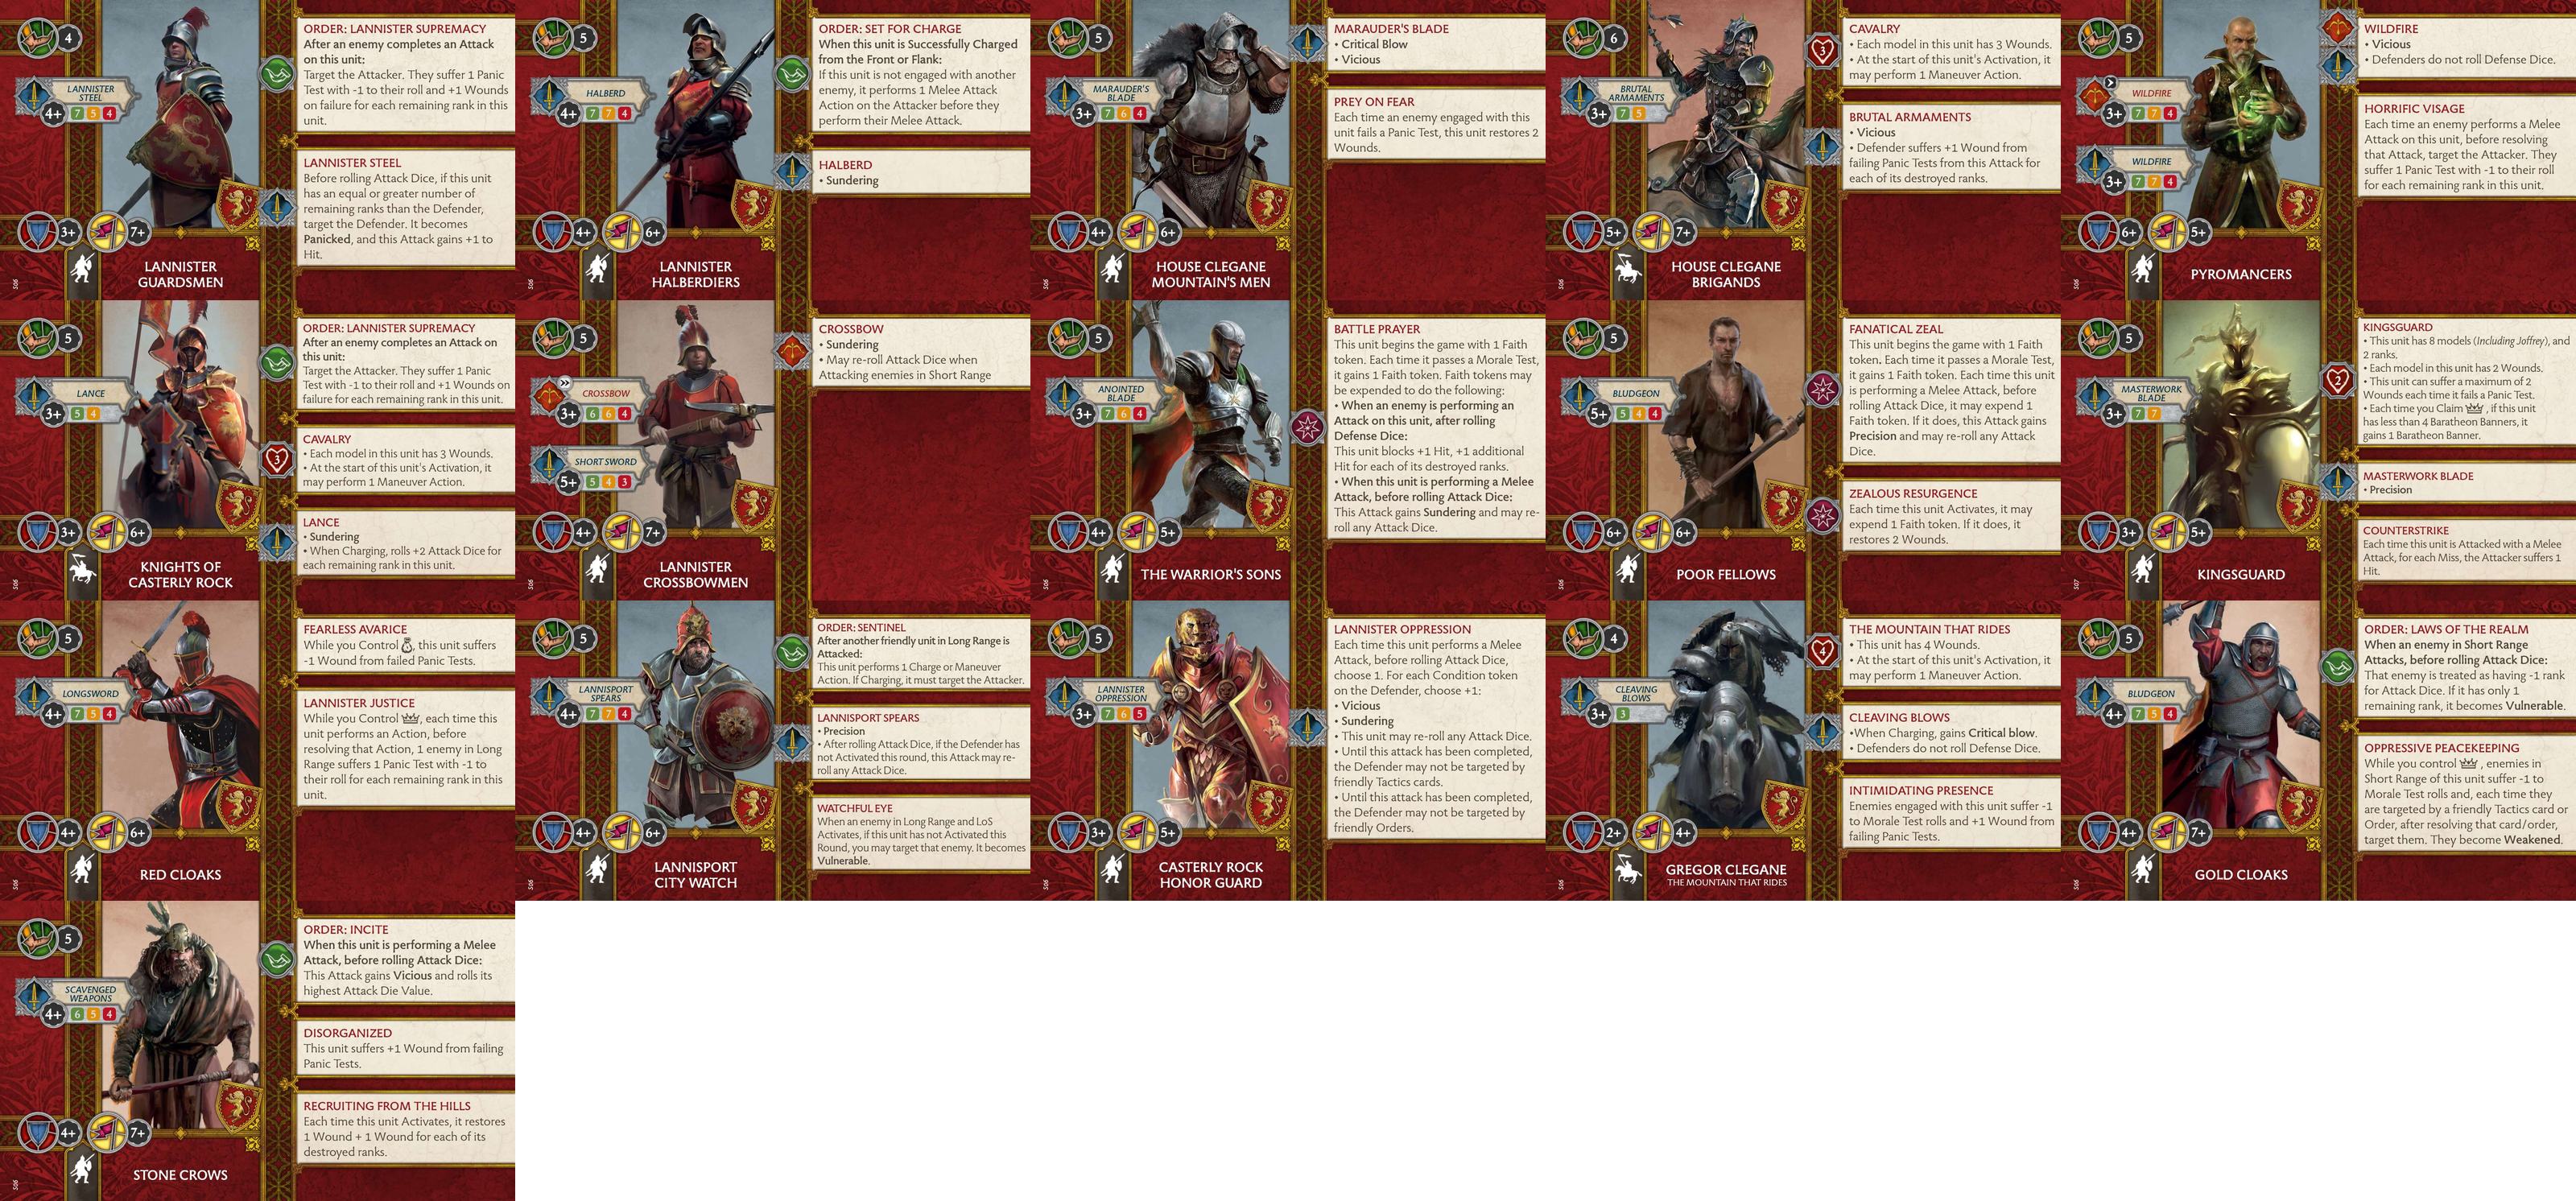 4
LANNISTER
STEEL
4+
7 5 4
3+
7+
LANNISTER
GUARDSMEN
S06
ORDER: LANNISTER SUPREMACY
After an enemy completes an Attack
on this unit:
Target the Attacker. They suffer 1 Panic
Test with -1 to their roll and +1 Wounds
on failure for each remaining rank in this
unit.
LANNISTER STEEL
Before rolling Attack Dice, if this unit
has an equal or greater number of
remaining ranks than the Defender,
target the Defender. It becomes
Panicked, and this Attack gains +1 to
Hit.
5
HALBERD
4+
7 7 4
4+
6+
LANNISTER
HALBERDIERS
S06
ORDER: SET FOR CHARGE
When this unit is Successfully Charged
from the Front or Flank:
If this unit is not engaged with another
enemy, it performs 1 Melee Attack
Action on the Attacker before they
perform their Melee Attack.
HALBERD
• Sundering
5
MARAUDER'S
BLADE
3+
7 6 4
4+
6+
HOUSE CLEGANE
MOUNTAIN'S MEN
S06
MARAUDER'S BLADE
• Critical Blow
• Vicious
PREY ON FEAR
Each time an enemy engaged with this
unit fails a Panic Test, this unit restores 2
Wounds.
6
BRUTAL
ARMAMENTS
3+
7 5
5+
7+
HOUSE CLEGANE
BRIGANDS
S06
3
CAVALRY
• Each model in this unit has 3 Wounds.
• At the start of this unit's Activation, it
may perform 1 Maneuver Action.
BRUTAL ARMAMENTS
• Vicious
• Defender suffers +1 Wound from
failing Panic Tests from this Attack for
each of its destroyed ranks.
5
WILDFIRE
3+
7 7 4
WILDFIRE
3+
7 7 4
6+
5+
PYROMANCERS
S06
WILDFIRE
• Vicious
• Defenders do not roll Defense Dice.
HORRIFIC VISAGE
Each time an enemy performs a Melee
Attack on this unit, before resolving
that Attack, target the Attacker. They
suffer 1 Panic Test with -1 to their roll
for each remaining rank in this unit.
5
LANCE
3+
5 4
3+
6+
KNIGHTS OF
CASTERLY ROCK
S06
ORDER: LANNISTER SUPREMACY
After an enemy completes an Attack on
this unit:
Target the Attacker. They suffer 1 Panic
Test with -1 to their roll and +1 Wounds on
failure for each remaining rank in this unit.
3
CAVALRY
• Each model in this unit has 3 Wounds.
• At the start of this unit's Activation, it
may perform 1 Maneuver Action.
LANCE
• Sundering
• When Charging, rolls +2 Attack Dice for
each remaining rank in this unit.
5
CROSSBOW
3+
6 6 4
SHORT SWORD
5+
5 4 3
4+
7+
LANNISTER
CROSSBOWMEN
S06
CROSSBOW
• Sundering
• May re-roll Attack Dice when
Attacking enemies in Short Range
5
ANOINTED
BLADE
3+
7 6 4
4+
5+
THE WARRIOR'S SONS
S06
BATTLE PRAYER
This unit begins the game with 1 Faith
token. Each time it passes a Morale Test,
it gains 1 Faith token. Faith tokens may
be expended to do the following:
• When an enemy is performing an
Attack on this unit, after rolling
Defense Dice:
This unit blocks +1 Hit, +1 additional
Hit for each of its destroyed ranks.
• When this unit is performing a Melee
Attack, before rolling Attack Dice:
This Attack gains Sundering and may re-
roll any Attack Dice.
5
BLUDGEON
5+
5 4 4
6+
6+
POOR FELLOWS
S06
FANATICAL ZEAL
This unit begins the game with 1 Faith
token. Each time it passes a Morale Test,
it gains 1 Faith token. Each time this unit
is performing a Melee Attack, before
rolling Attack Dice, it may expend 1
Faith token. If it does, this Attack gains
Precision and may re-roll any Attack
Dice.
ZEALOUS RESURGENCE
Each time this unit Activates, it may
expend 1 Faith token. If it does, it
restores 2 Wounds.
5
MASTERWORK
BLADE
3+
7 7
3+
5+
KINGSGUARD
S07
2
KINGSGUARD
• This unit has 8 models (Including Joffrey), and
2 ranks.
• Each model in this unit has 2 Wounds.
• This unit can suffer a maximum of 2
Wounds each time it fails a Panic Test.
• Each time you Claim , if this unit
has less than 4 Baratheon Banners, it
gains 1 Baratheon Banner.
MASTERWORK BLADE
• Precision
COUNTERSTRIKE
Each time this unit is Attacked with a Melee
Attack, for each Miss, the Attacker suffers 1
Hit.
5
LONGSWORD
4+
7 5 4
4+
6+
RED CLOAKS
S06
FEARLESS AVARICE
While you Control , this unit suffers
-1 Wound from failed Panic Tests.
LANNISTER JUSTICE
While you Control , each time this
unit performs an Action, before
resolving that Action, 1 enemy in Long
Range suffers 1 Panic Test with -1 to
their roll for each remaining rank in this
unit.
5
LANNISPORT
SPEARS
4+
7 7 4
4+
6+
LANNISPORT
CITY WATCH
S06
ORDER: SENTINEL
After another friendly unit in Long Range is
Attacked:
This unit performs 1 Charge or Maneuver
Action. If Charging, it must target the Attacker.
LANNISPORT SPEARS
• Precision
• After rolling Attack Dice, if the Defender has
not Activated this round, this Attack may re-
roll any Attack Dice.
WATCHFUL EYE
When an enemy in Long Range and LoS
Activates, if this unit has not Activated this
Round, you may target that enemy. It becomes
Vulnerable.
5
LANNISTER
OPPRESSION
3+
7 6 5
3+
5+
CASTERLY ROCK
HONOR GUARD
S06
LANNISTER OPPRESSION
Each time this unit performs a Melee
Attack, before rolling Attack Dice,
choose 1. For each Condition token
on the Defender, choose +1:
• Vicious
• Sundering
• This unit may re-roll any Attack Dice.
• Until this attack has been completed,
the Defender may not be targeted by
friendly Tactics cards.
• Until this attack has been completed,
the Defender may not be targeted by
friendly Orders.
4
CLEAVING
BLOWS
3+
3
2+
4+
GREGOR CLEGANE
THE MOUNTAIN THAT RIDES
S06
4
THE MOUNTAIN THAT RIDES
• This unit has 4 Wounds.
• At the start of this unit's Activation, it
may perform 1 Maneuver Action.
CLEAVING BLOWS
•When Charging, gains Critical blow.
• Defenders do not roll Defense Dice.
INTIMIDATING PRESENCE
Enemies engaged with this unit suffer -1
to Morale Test rolls and +1 Wound from
failing Panic Tests.
5
BLUDGEON
4+
7 5 4
4+
7+
GOLD CLOAKS
S06
ORDER: LAWS OF THE REALM
When an enemy in Short Range
Attacks, before rolling Attack Dice:
That enemy is treated as having -1 rank
for Attack Dice. If it has only 1
remaining rank, it becomes Vulnerable.
OPPRESSIVE PEACEKEEPING
While you control , enemies in
Short Range of this unit suffer -1 to
Morale Test rolls and, each time they
are targeted by a friendly Tactics card or
Order, after resolving that card/order,
target them. They become Weakened.
5
SCAVENGED
WEAPONS
4+
6 5 4
4+
7+
STONE CROWS
S06
ORDER: INCITE
When this unit is performing a Melee
Attack, before rolling Attack Dice:
This Attack gains Vicious and rolls its
highest Attack Die Value.
DISORGANIZED
This unit suffers +1 Wound from failing
Panic Tests.
RECRUITING FROM THE HILLS
Each time this unit Activates, it restores
1 Wound + 1 Wound for each of its
destroyed ranks.